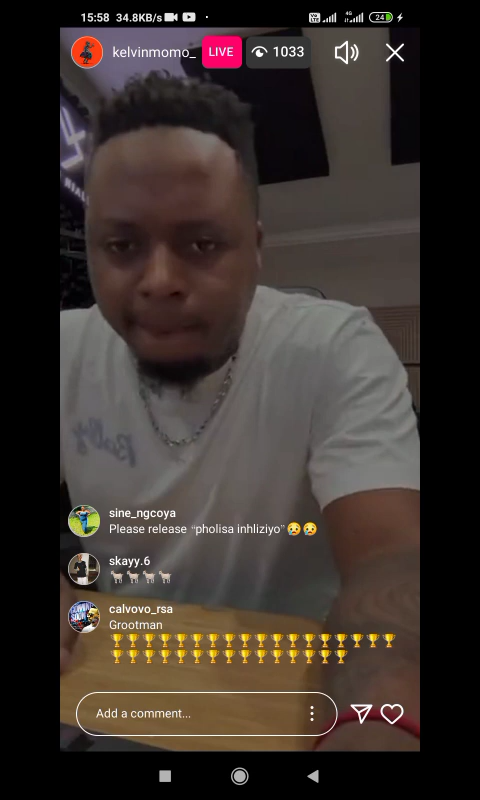 15:58 34.8KB/s
24
kelvinmomo_ LIVE 1033
sine_ngcoya
Please release “pholisa inhliziyo”😢😢
skayy.6
🐐🐐🐐🐐
calvovo_rsa
Grootman
🏆🏆🏆🏆🏆🏆🏆🏆🏆🏆🏆🏆🏆🏆🏆🏆🏆🏆
🏆🏆🏆🏆🏆🏆🏆🏆🏆🏆🏆🏆🏆🏆🏆
Add a comment...